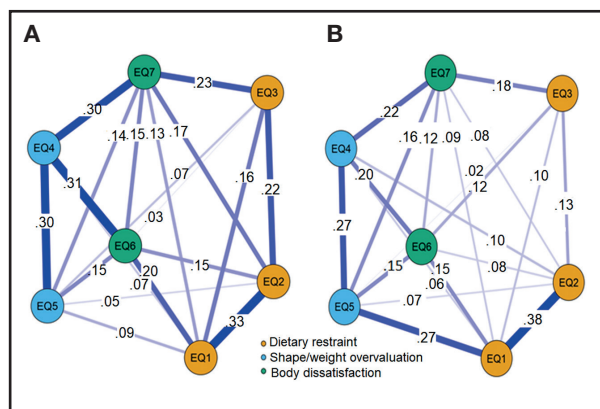 A
B
EQ7
EQ7
EQ3
EQ3
.23
.18
.30
.22
.14
.15
.13
.17
.16
.12
.09
.08
EQ4
EQ4
.31
.20
.07
.16
.02
.12
.10
.22
.13
.30
.27
.03
.10
EQ6
EQ6
.15
.20
.15
.15
.15
.08
.07
.06
EQ2
EQ2
.05
.07
EQ5
EQ5
.09
.33
.27
.38
EQ1
EQ1
Dietary restraint
Shape/weight overvaluation
Body dissatisfaction